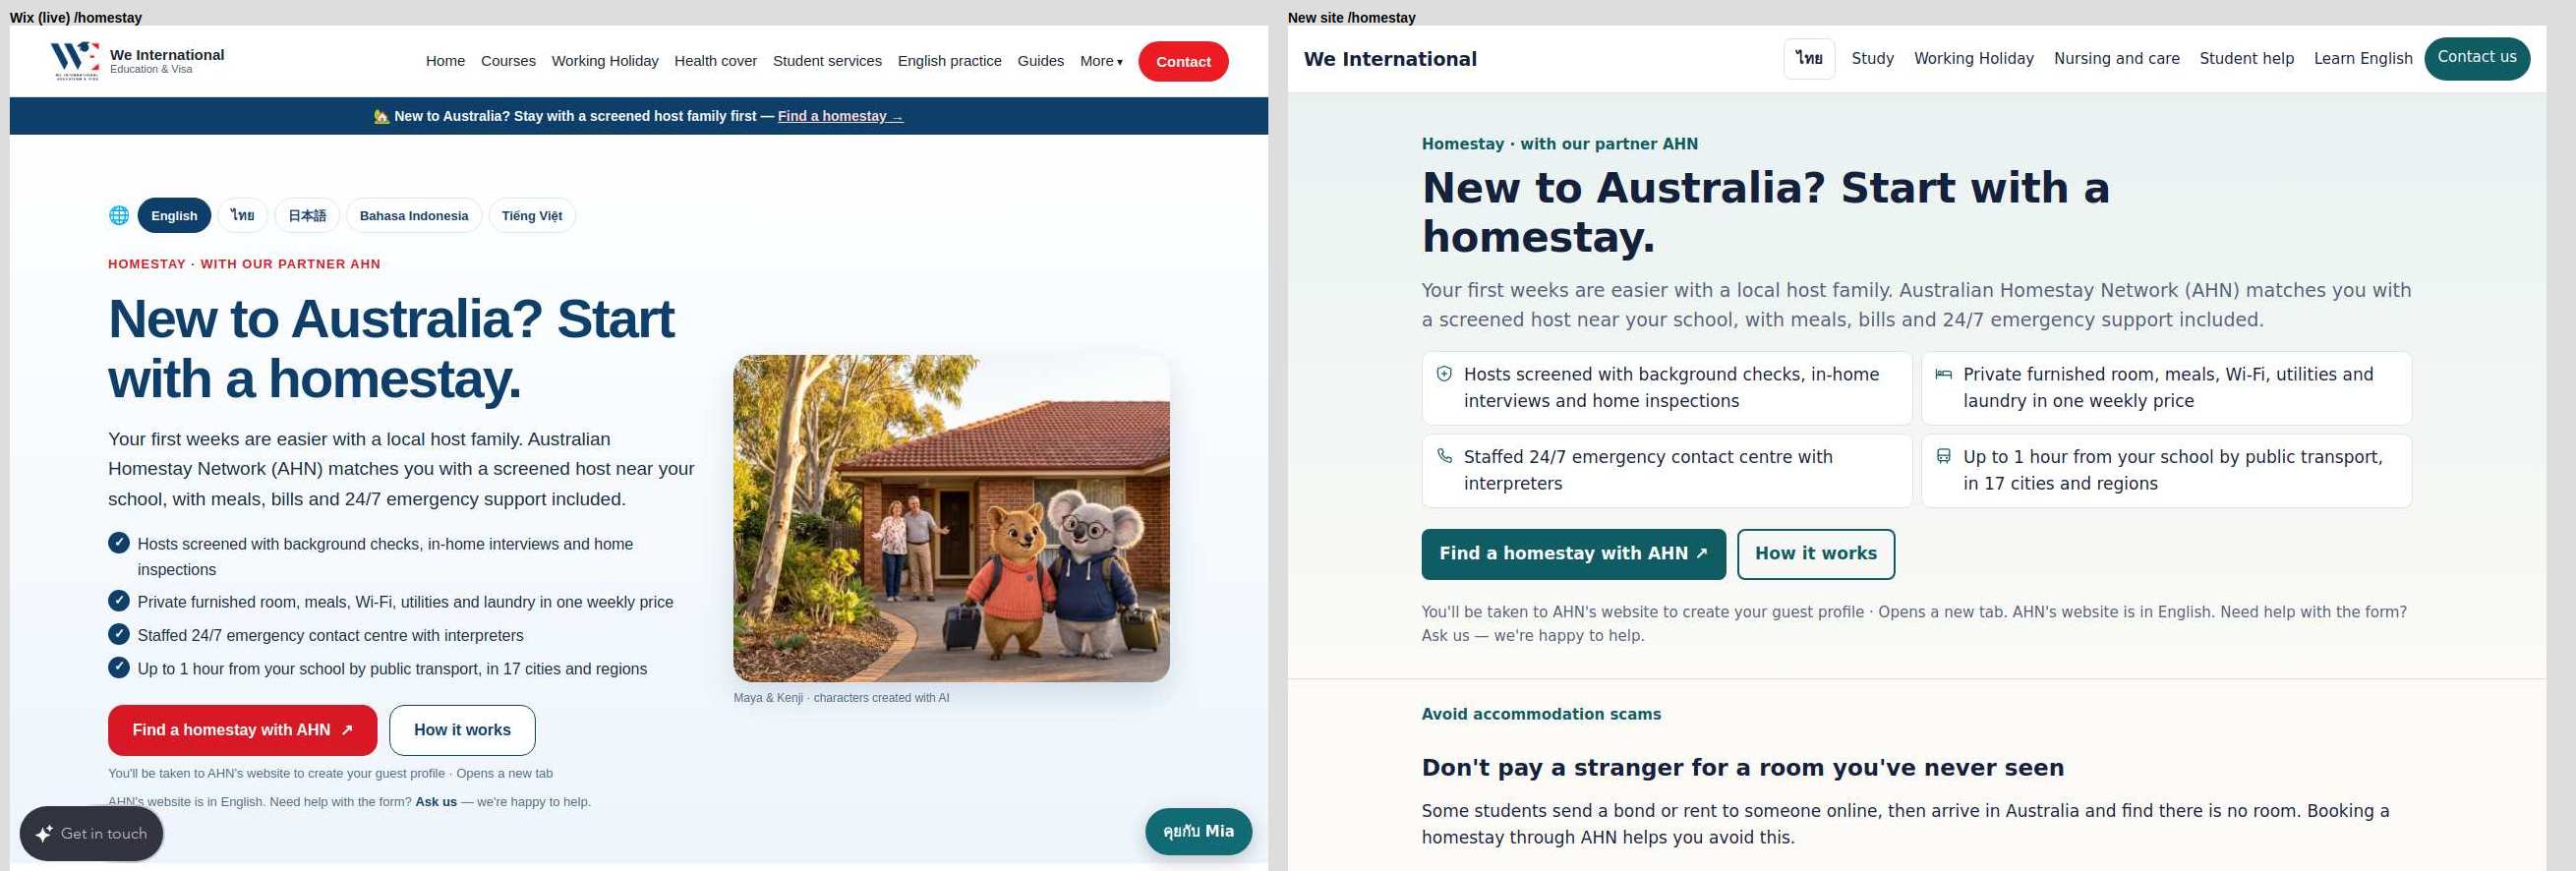 Wix (live) /homestay
We International
Education & Visa
Home Courses Working Holiday Health cover Student services English practice Guides More ▾ Contact
🏡 New to Australia? Stay with a screened host family first — Find a homestay →
🌐 English ไทย 日本語 Bahasa Indonesia Tiếng Việt
HOMESTAY · WITH OUR PARTNER AHN
New to Australia? Start
with a homestay.
Your first weeks are easier with a local host family. Australian
Homestay Network (AHN) matches you with a screened host near your
school, with meals, bills and 24/7 emergency support included.
✓ Hosts screened with background checks, in-home interviews and home
inspections
✓ Private furnished room, meals, Wi-Fi, utilities and laundry in one weekly price
✓ Staffed 24/7 emergency contact centre with interpreters
✓ Up to 1 hour from your school by public transport, in 17 cities and regions
Find a homestay with AHN ↗ How it works
You'll be taken to AHN's website to create your guest profile · Opens a new tab
AHN's website is in English. Need help with the form? Ask us — we're happy to help.
Maya & Kenji · characters created with AI
Get in touch
คุยกับ Mia
New site /homestay
We International
ไทย Study Working Holiday Nursing and care Student help Learn English Contact us
Homestay · with our partner AHN
New to Australia? Start with a
homestay.
Your first weeks are easier with a local host family. Australian Homestay Network (AHN) matches you with
a screened host near your school, with meals, bills and 24/7 emergency support included.
Hosts screened with background checks, in-home
interviews and home inspections
Private furnished room, meals, Wi-Fi, utilities and
laundry in one weekly price
Staffed 24/7 emergency contact centre with
interpreters
Up to 1 hour from your school by public transport,
in 17 cities and regions
Find a homestay with AHN ↗ How it works
You'll be taken to AHN's website to create your guest profile · Opens a new tab. AHN's website is in English. Need help with the form?
Ask us — we're happy to help.
Avoid accommodation scams
Don't pay a stranger for a room you've never seen
Some students send a bond or rent to someone online, then arrive in Australia and find there is no room. Booking a
homestay through AHN helps you avoid this.